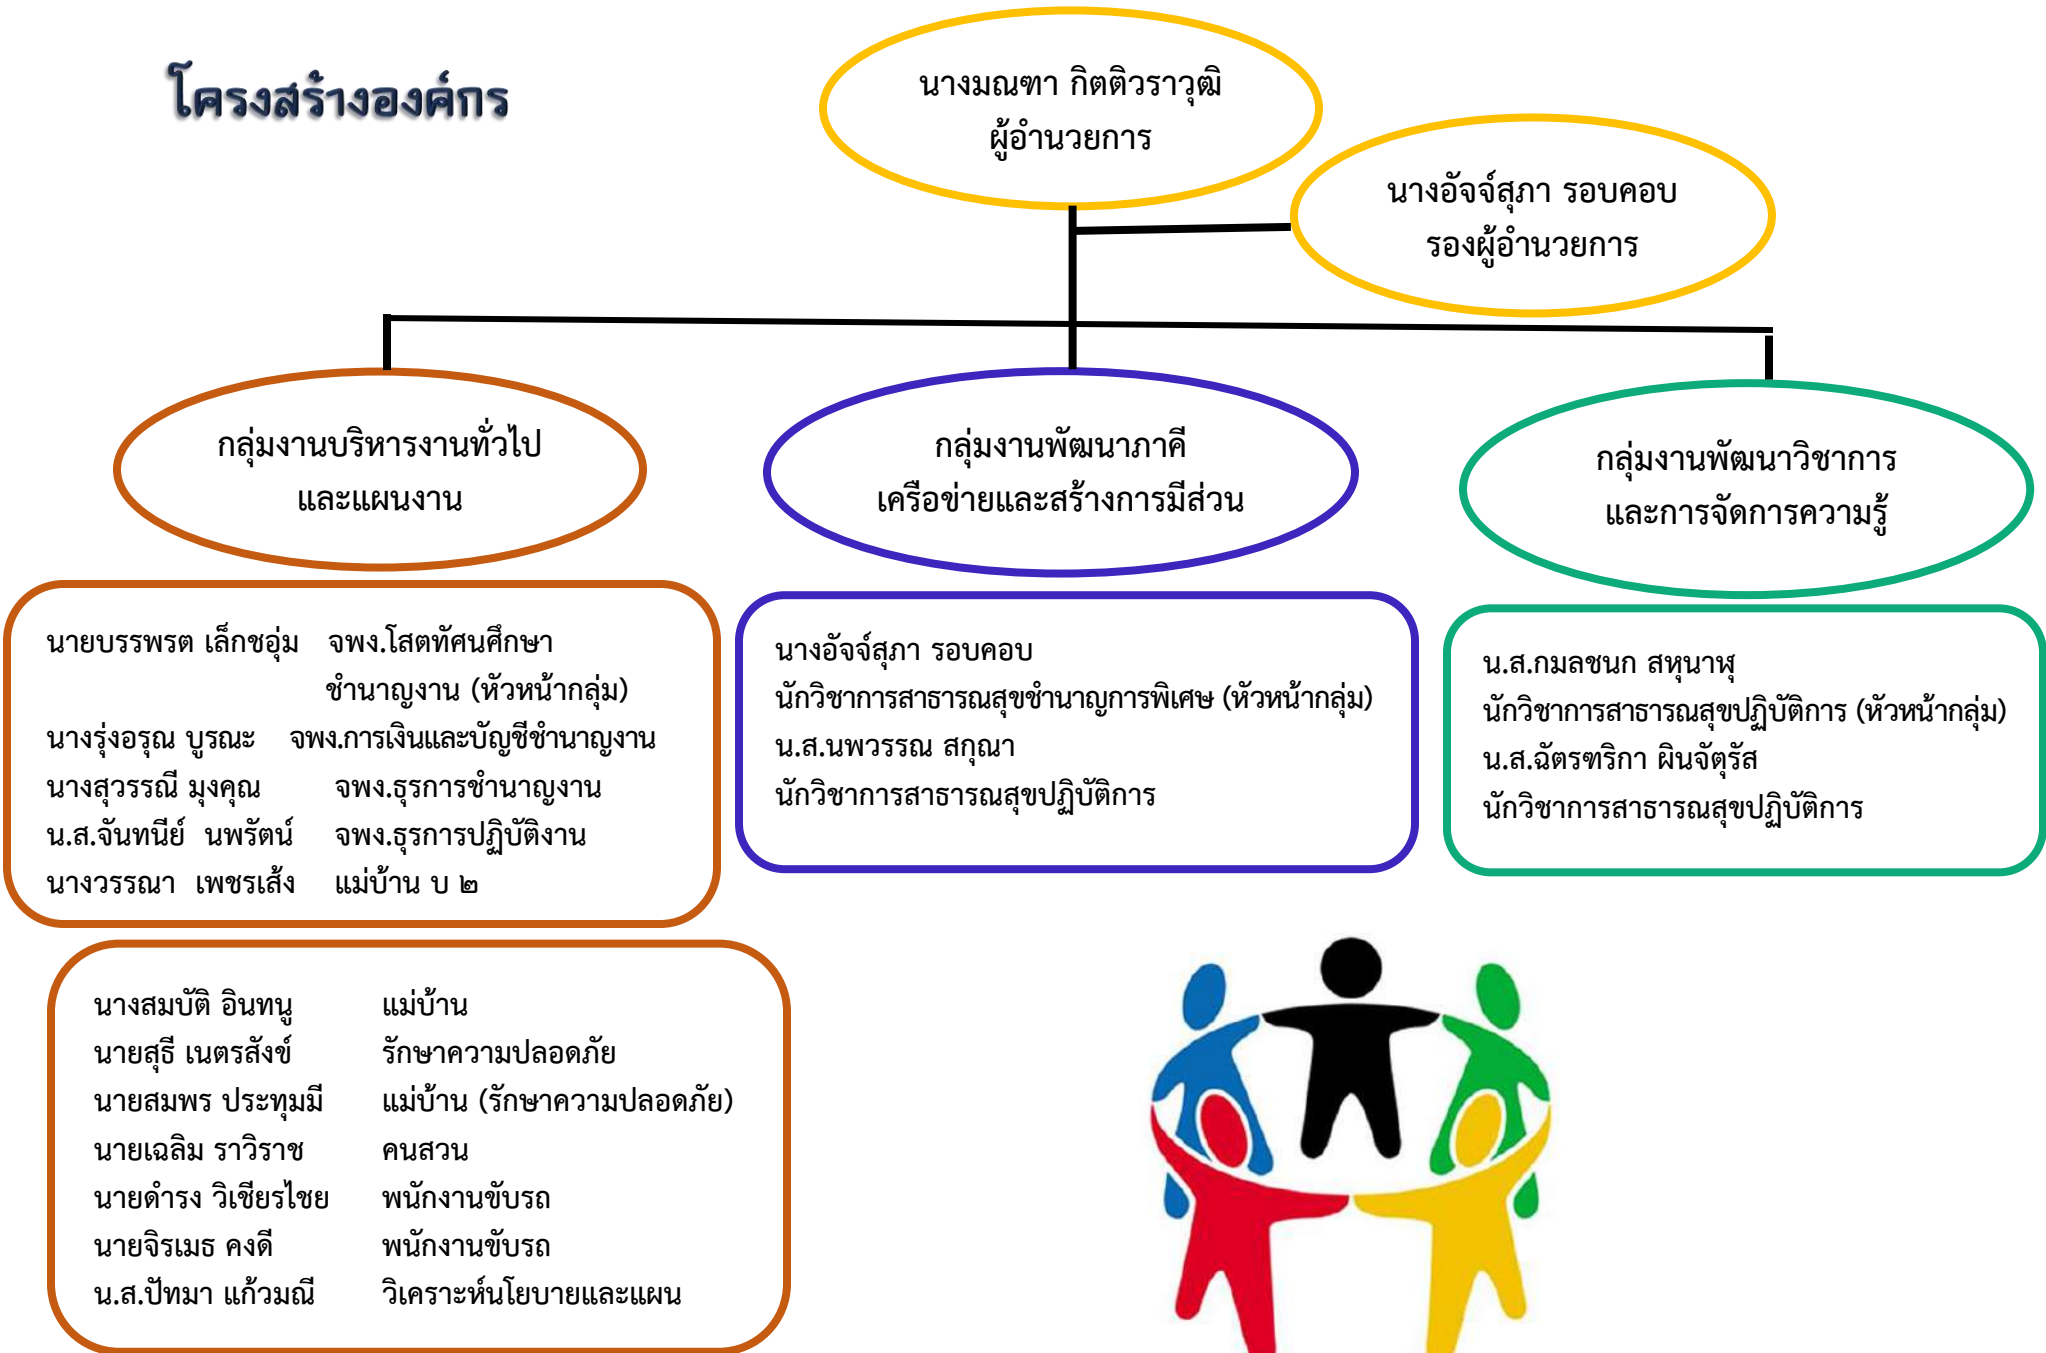 โครงสร้างองค์กร
นางมณฑา กิตติวราวุฒิ
ผู้อำนวยการ
นางอัจจ์สุภา รอบคอบ
รองผู้อำนวยการ
กลุ่มงานบริหารงานทั่วไป
และแผนงาน
นายบรรพรต เล็กชอุ่ม จพง.โสตทัศนศึกษา
ชำนาญงาน (หัวหน้ากลุ่ม)
นางรุ่งอรุณ บูรณะ จพง.การเงินและบัญชีชำนาญงาน
นางสุวรรณี มุงคุณ จพง.ธุรการชำนาญงาน
น.ส.จันทนีย์ นพรัตน์ จพง.ธุรการปฏิบัติงาน
นางวรรณา เพชรเส้ง แม่บ้าน บ ๒
นางสมบัติ อินทนู แม่บ้าน
นายสุธี เนตรสังข์ รักษาความปลอดภัย
นายสมพร ประทุมมี แม่บ้าน (รักษาความปลอดภัย)
นายเฉลิม ราวิราช คนสวน
นายดำรง วิเชียรไชย พนักงานขับรถ
นายจิรเมธ คงดี พนักงานขับรถ
น.ส.ปัทมา แก้วมณี วิเคราะห์นโยบายและแผน
กลุ่มงานพัฒนาภาคี
เครือข่ายและสร้างการมีส่วน
นางอัจจ์สุภา รอบคอบ
นักวิชาการสาธารณสุขชำนาญการพิเศษ (หัวหน้ากลุ่ม)
น.ส.นพวรรณ สกุณา
นักวิชาการสาธารณสุขปฏิบัติการ
กลุ่มงานพัฒนาวิชาการ
และการจัดการความรู้
น.ส.กมลชนก สหุนาฬุ
นักวิชาการสาธารณสุขปฏิบัติการ (หัวหน้ากลุ่ม)
น.ส.ฉัตรฑริกา ผินจัตุรัส
นักวิชาการสาธารณสุขปฏิบัติการ